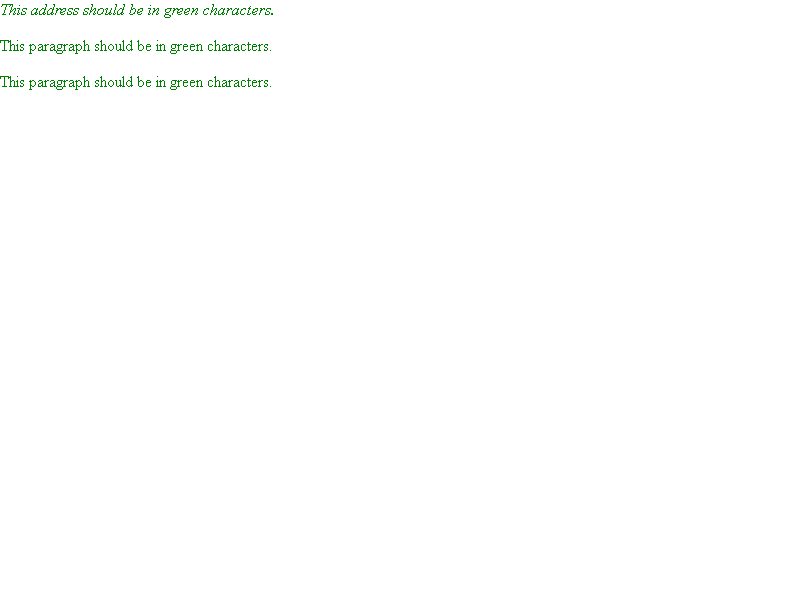 This address should be in green characters.
This paragraph should be in green characters.
This paragraph should be in green characters.